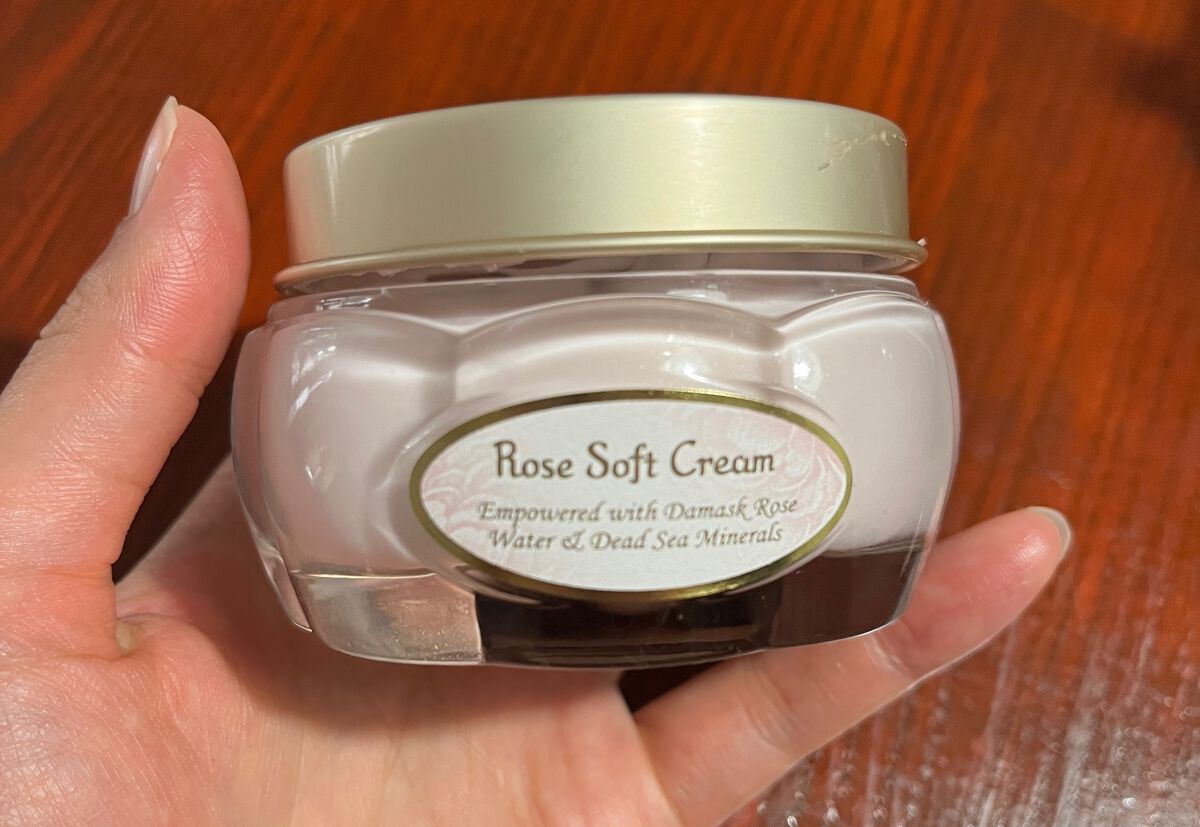 Rose Soft Cream
Empowered with Damask Rose
Water & Dead Sea Minerals